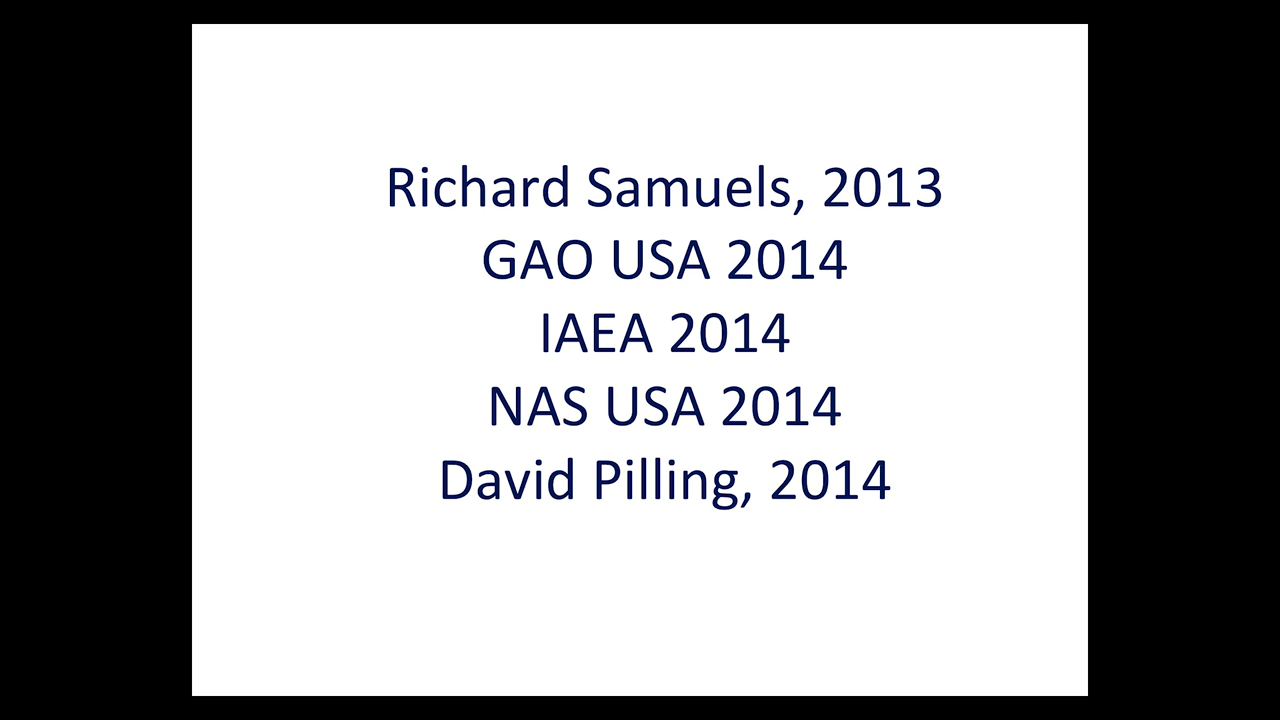 Richard Samuels, 2013
GAO USA 2014
IAEA 2014
NAS USA 2014
David Pilling, 2014